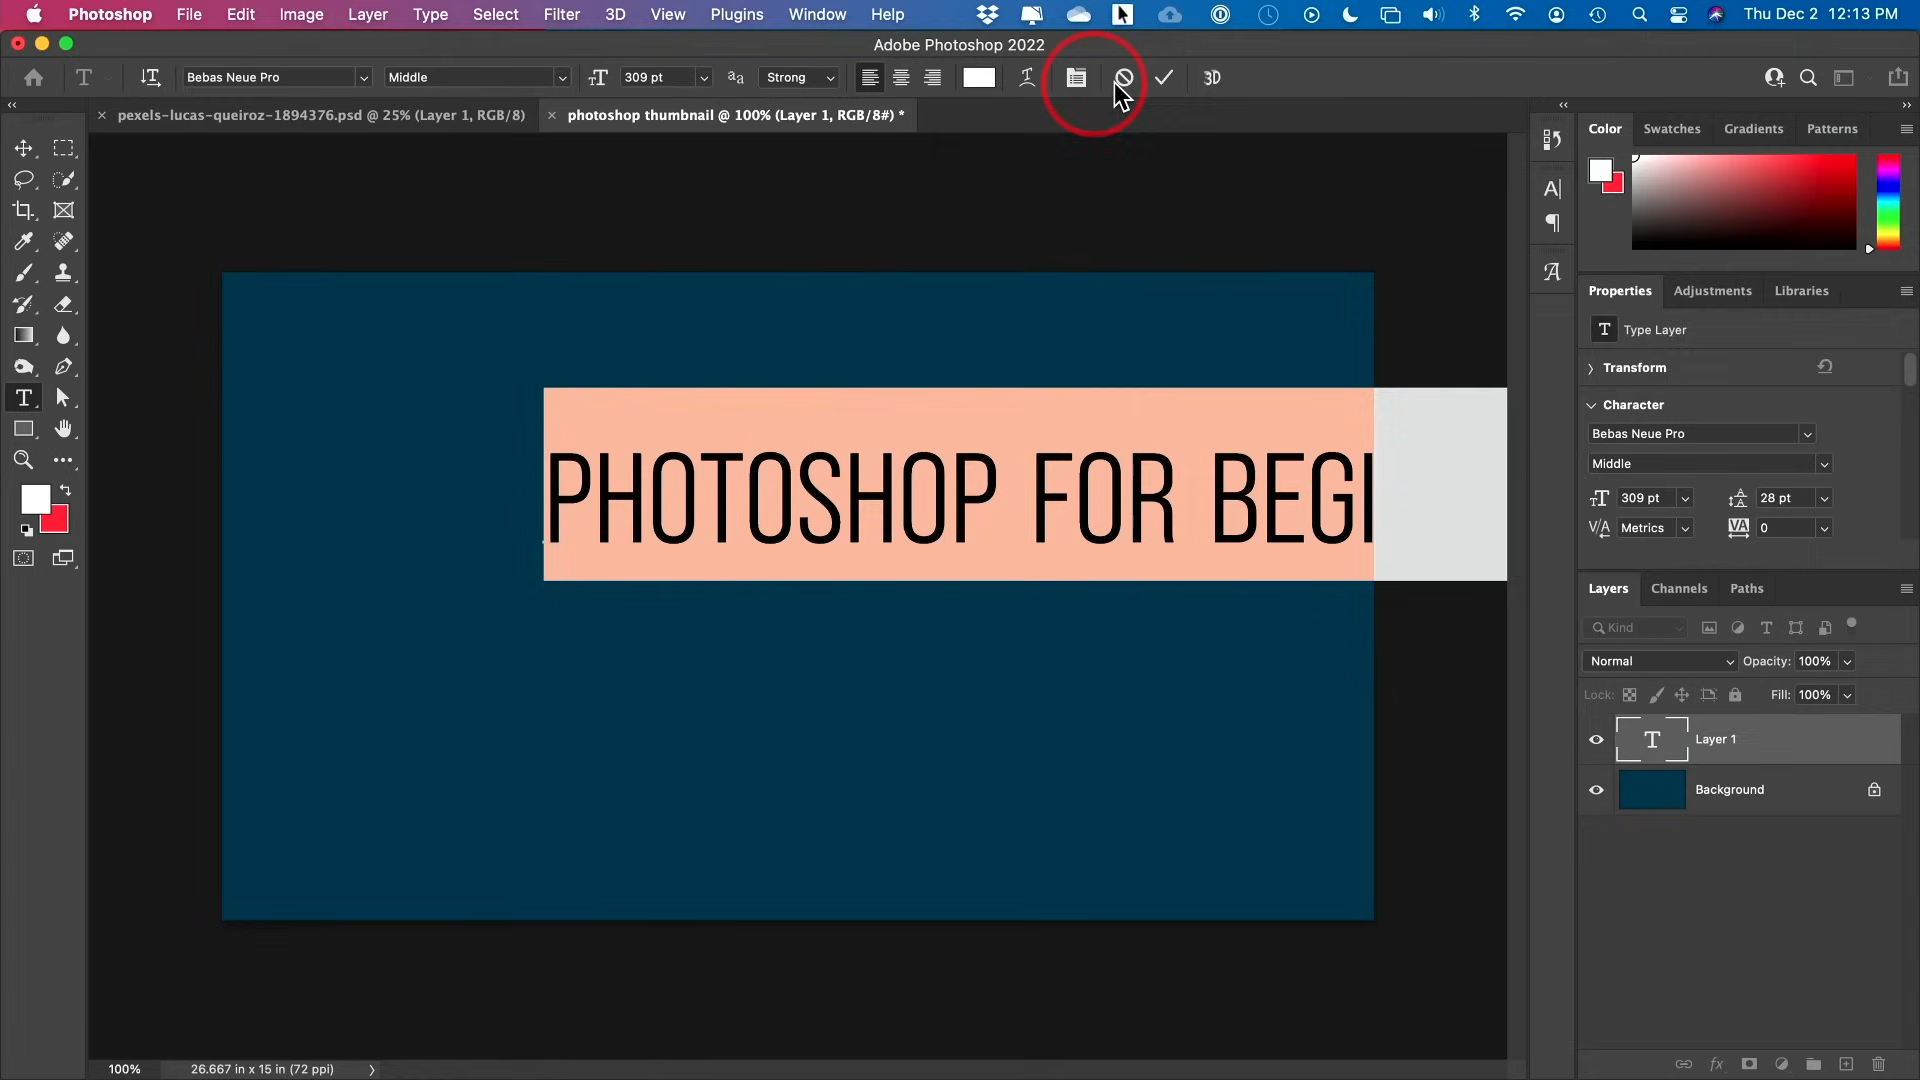 Photoshop File Edit Image Layer Type Select Filter 3D View Plugins Window Help Thu Dec 2 12:13 PM
Adobe Photoshop 2022
Bebas Neue Pro Middle 309 pt Strong 3D
pexels-lucas-queiroz-1894376.psd @ 25% (Layer 1, RGB/8) photoshop thumbnail @ 100% (Layer 1, RGB/8#) *
Color Swatches Gradients Patterns
Properties Adjustments Libraries
T Type Layer
Transform
Character
Bebas Neue Pro
Middle
309 pt 28 pt
Metrics 0
PHOTOSHOP FOR BEGI
Layers Channels Paths
Kind
Normal Opacity: 100%
Lock: Fill: 100%
T Layer 1
Background
100% 26.667 in x 15 in (72 ppi)